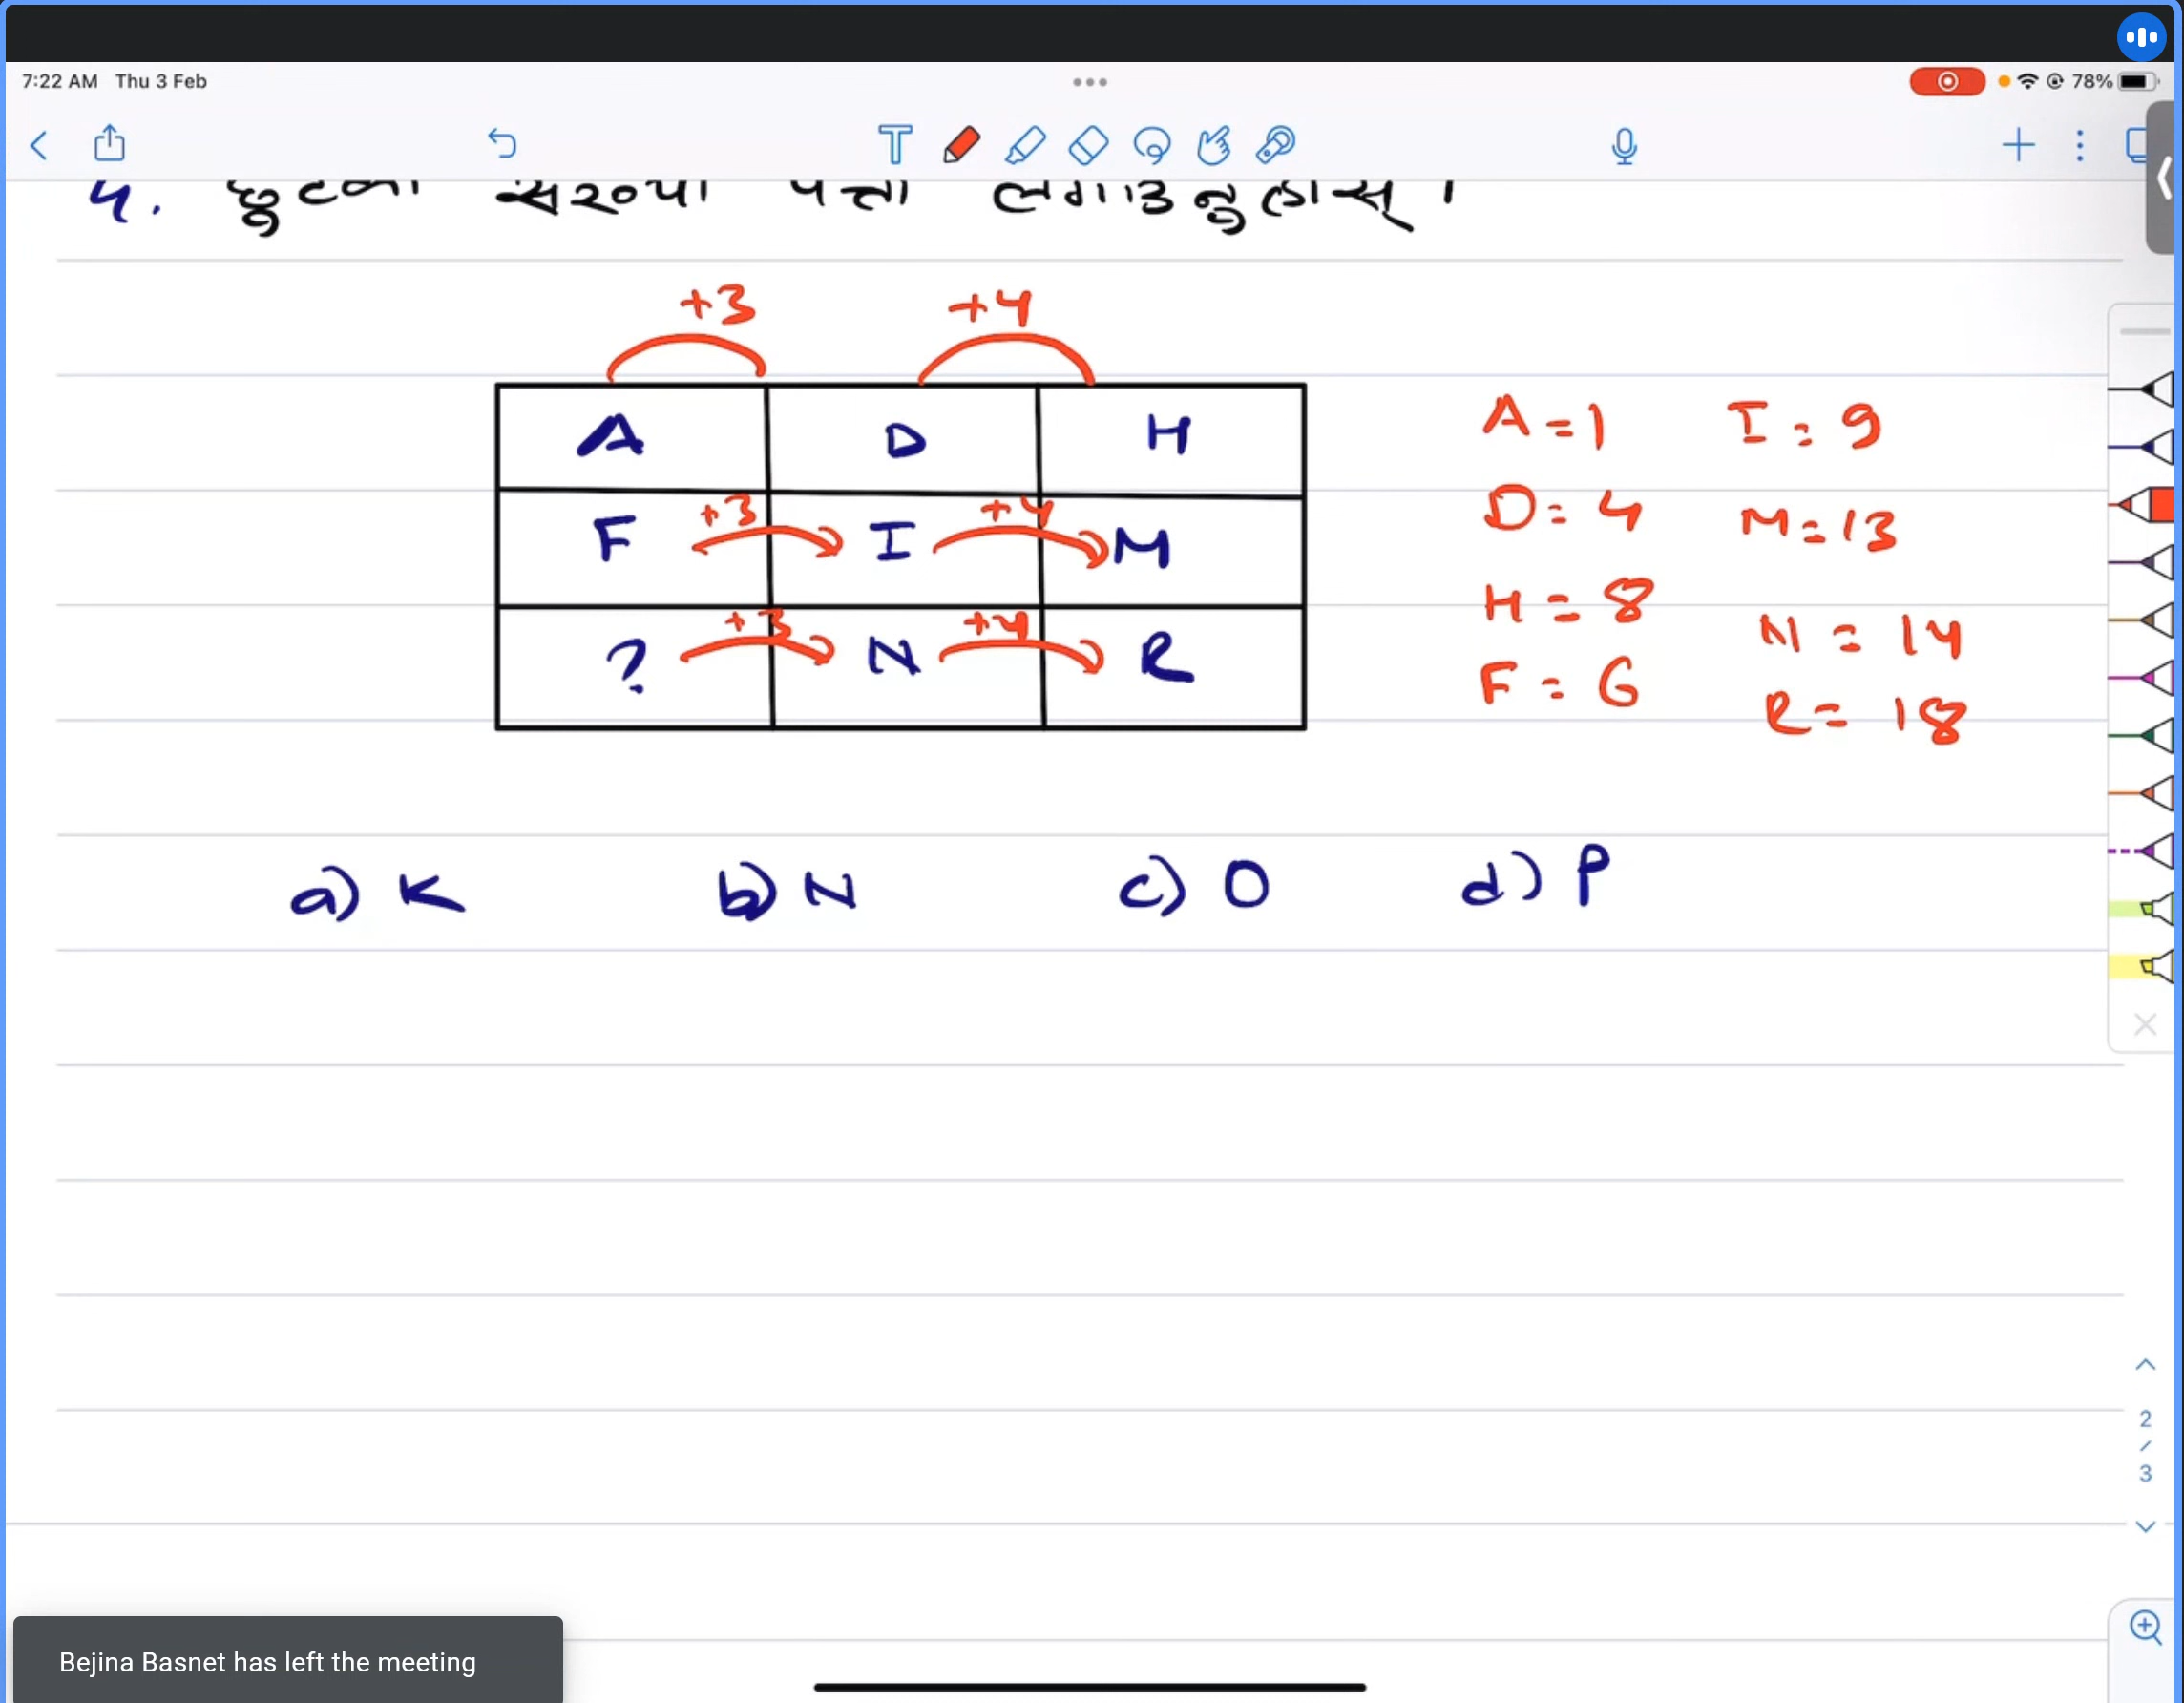 7:22 AM Thu 3 Feb
78%
५. छुटेको संख्या पत्ता लगाउनुहोस् ।
+3 +4
A D H
+3 +4
F I M
+3 +4
? N R
A = 1 I = 9
D = 4 M = 13
H = 8 N = 14
F = 6 R = 18
a) K b) N c) O d) P
2
/
3
Bejina Basnet has left the meeting